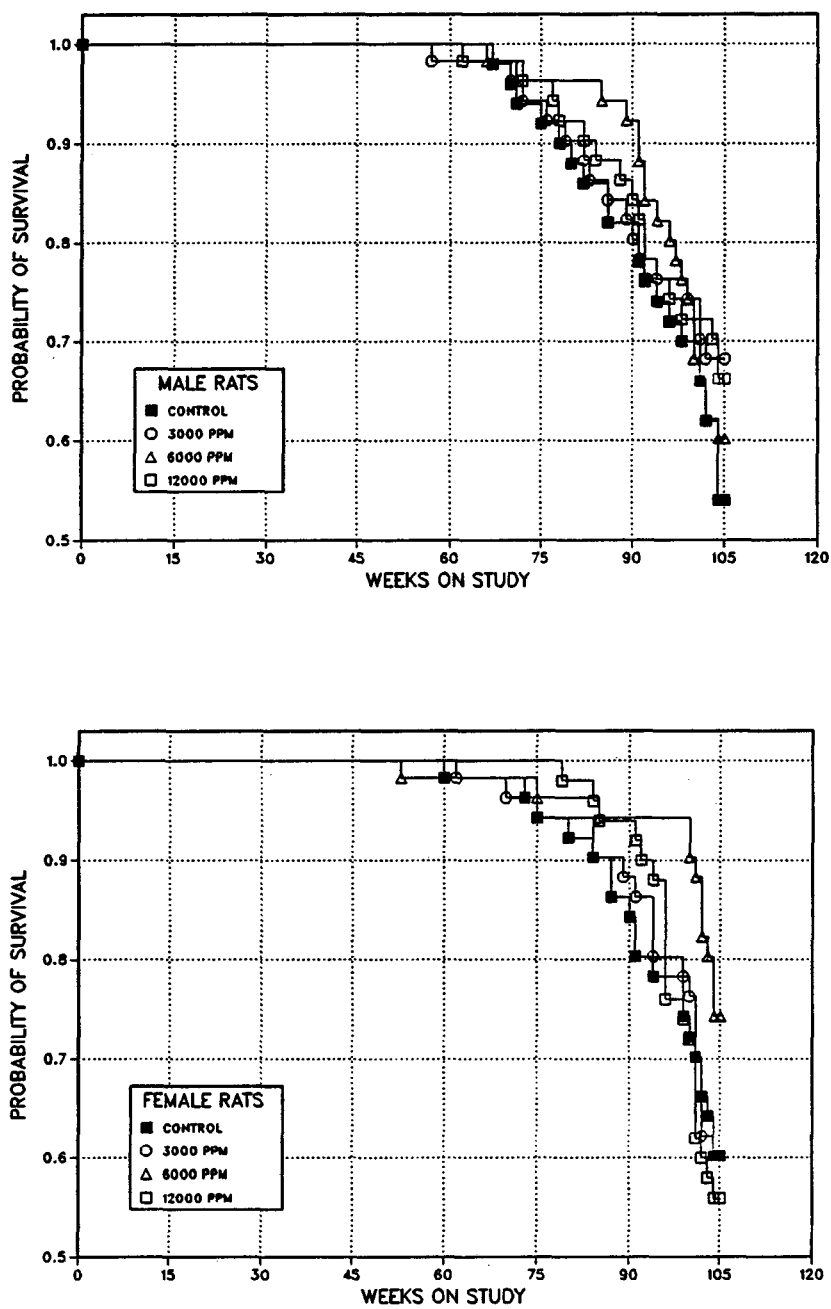 PROBABILITY OF SURVIVAL
1.0
0.9
0.8
0.7
0.6
0.5
MALE RATS
CONTROL
3000 PPM
6000 PPM
12000 PPM
0 15 30 45 60 75 90 105 120
WEEKS ON STUDY
PROBABILITY OF SURVIVAL
1.0
0.9
0.8
0.7
0.6
0.5
FEMALE RATS
CONTROL
3000 PPM
6000 PPM
12000 PPM
0 15 30 45 60 75 90 105 120
WEEKS ON STUDY